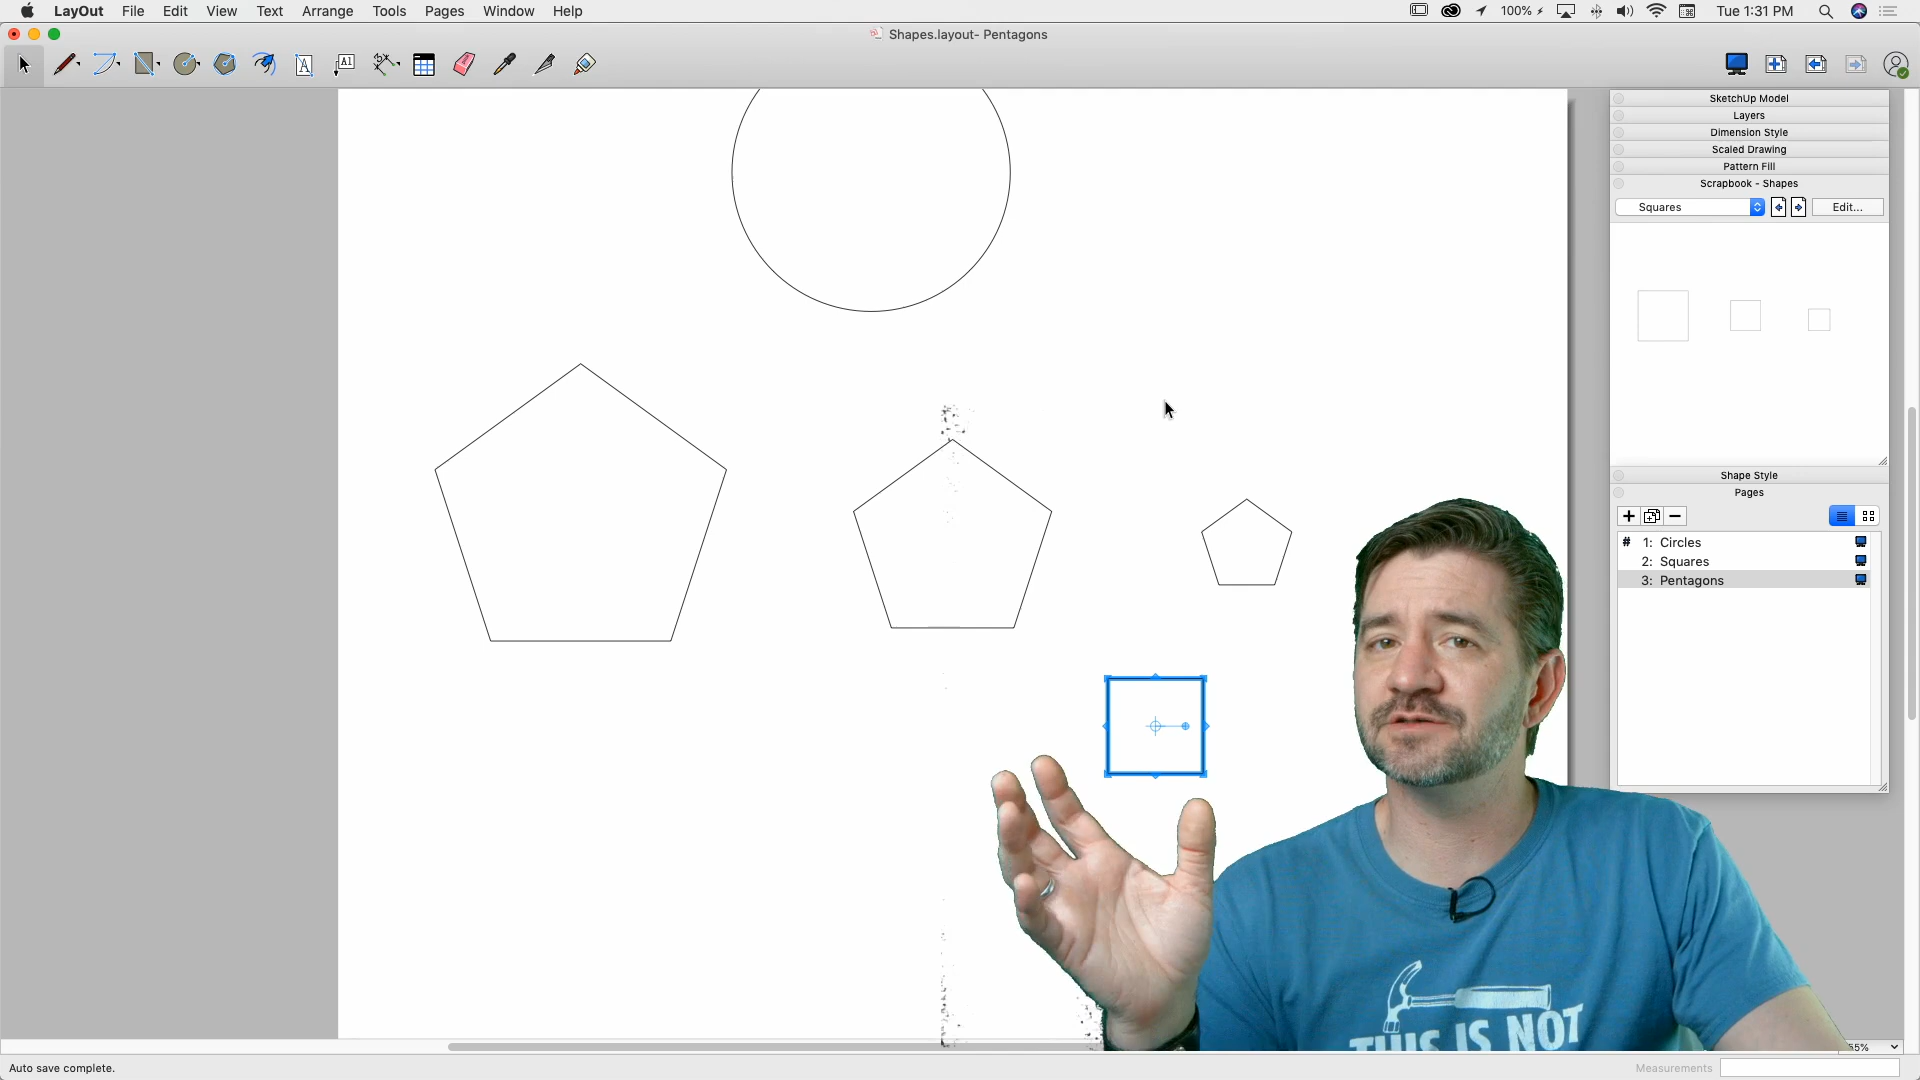 LayOut File Edit View Text Arrange Tools Pages Window Help 100% Tue 1:31 PM
Shapes.layout- Pentagons
A A1
SketchUp Model
Layers
Dimension Style
Scaled Drawing
Pattern Fill
Scrapbook - Shapes
Squares Edit...
Shape Style
Pages
# 1: Circles
2: Squares
3: Pentagons
THIS IS NOT
55%
Auto save complete. Measurements